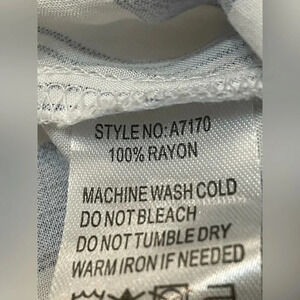 STYLE NO: A7170
100% RAYON
MACHINE WASH COLD
DO NOT BLEACH
DO NOT TUMBLE DRY
WARM IRON IF NEEDED